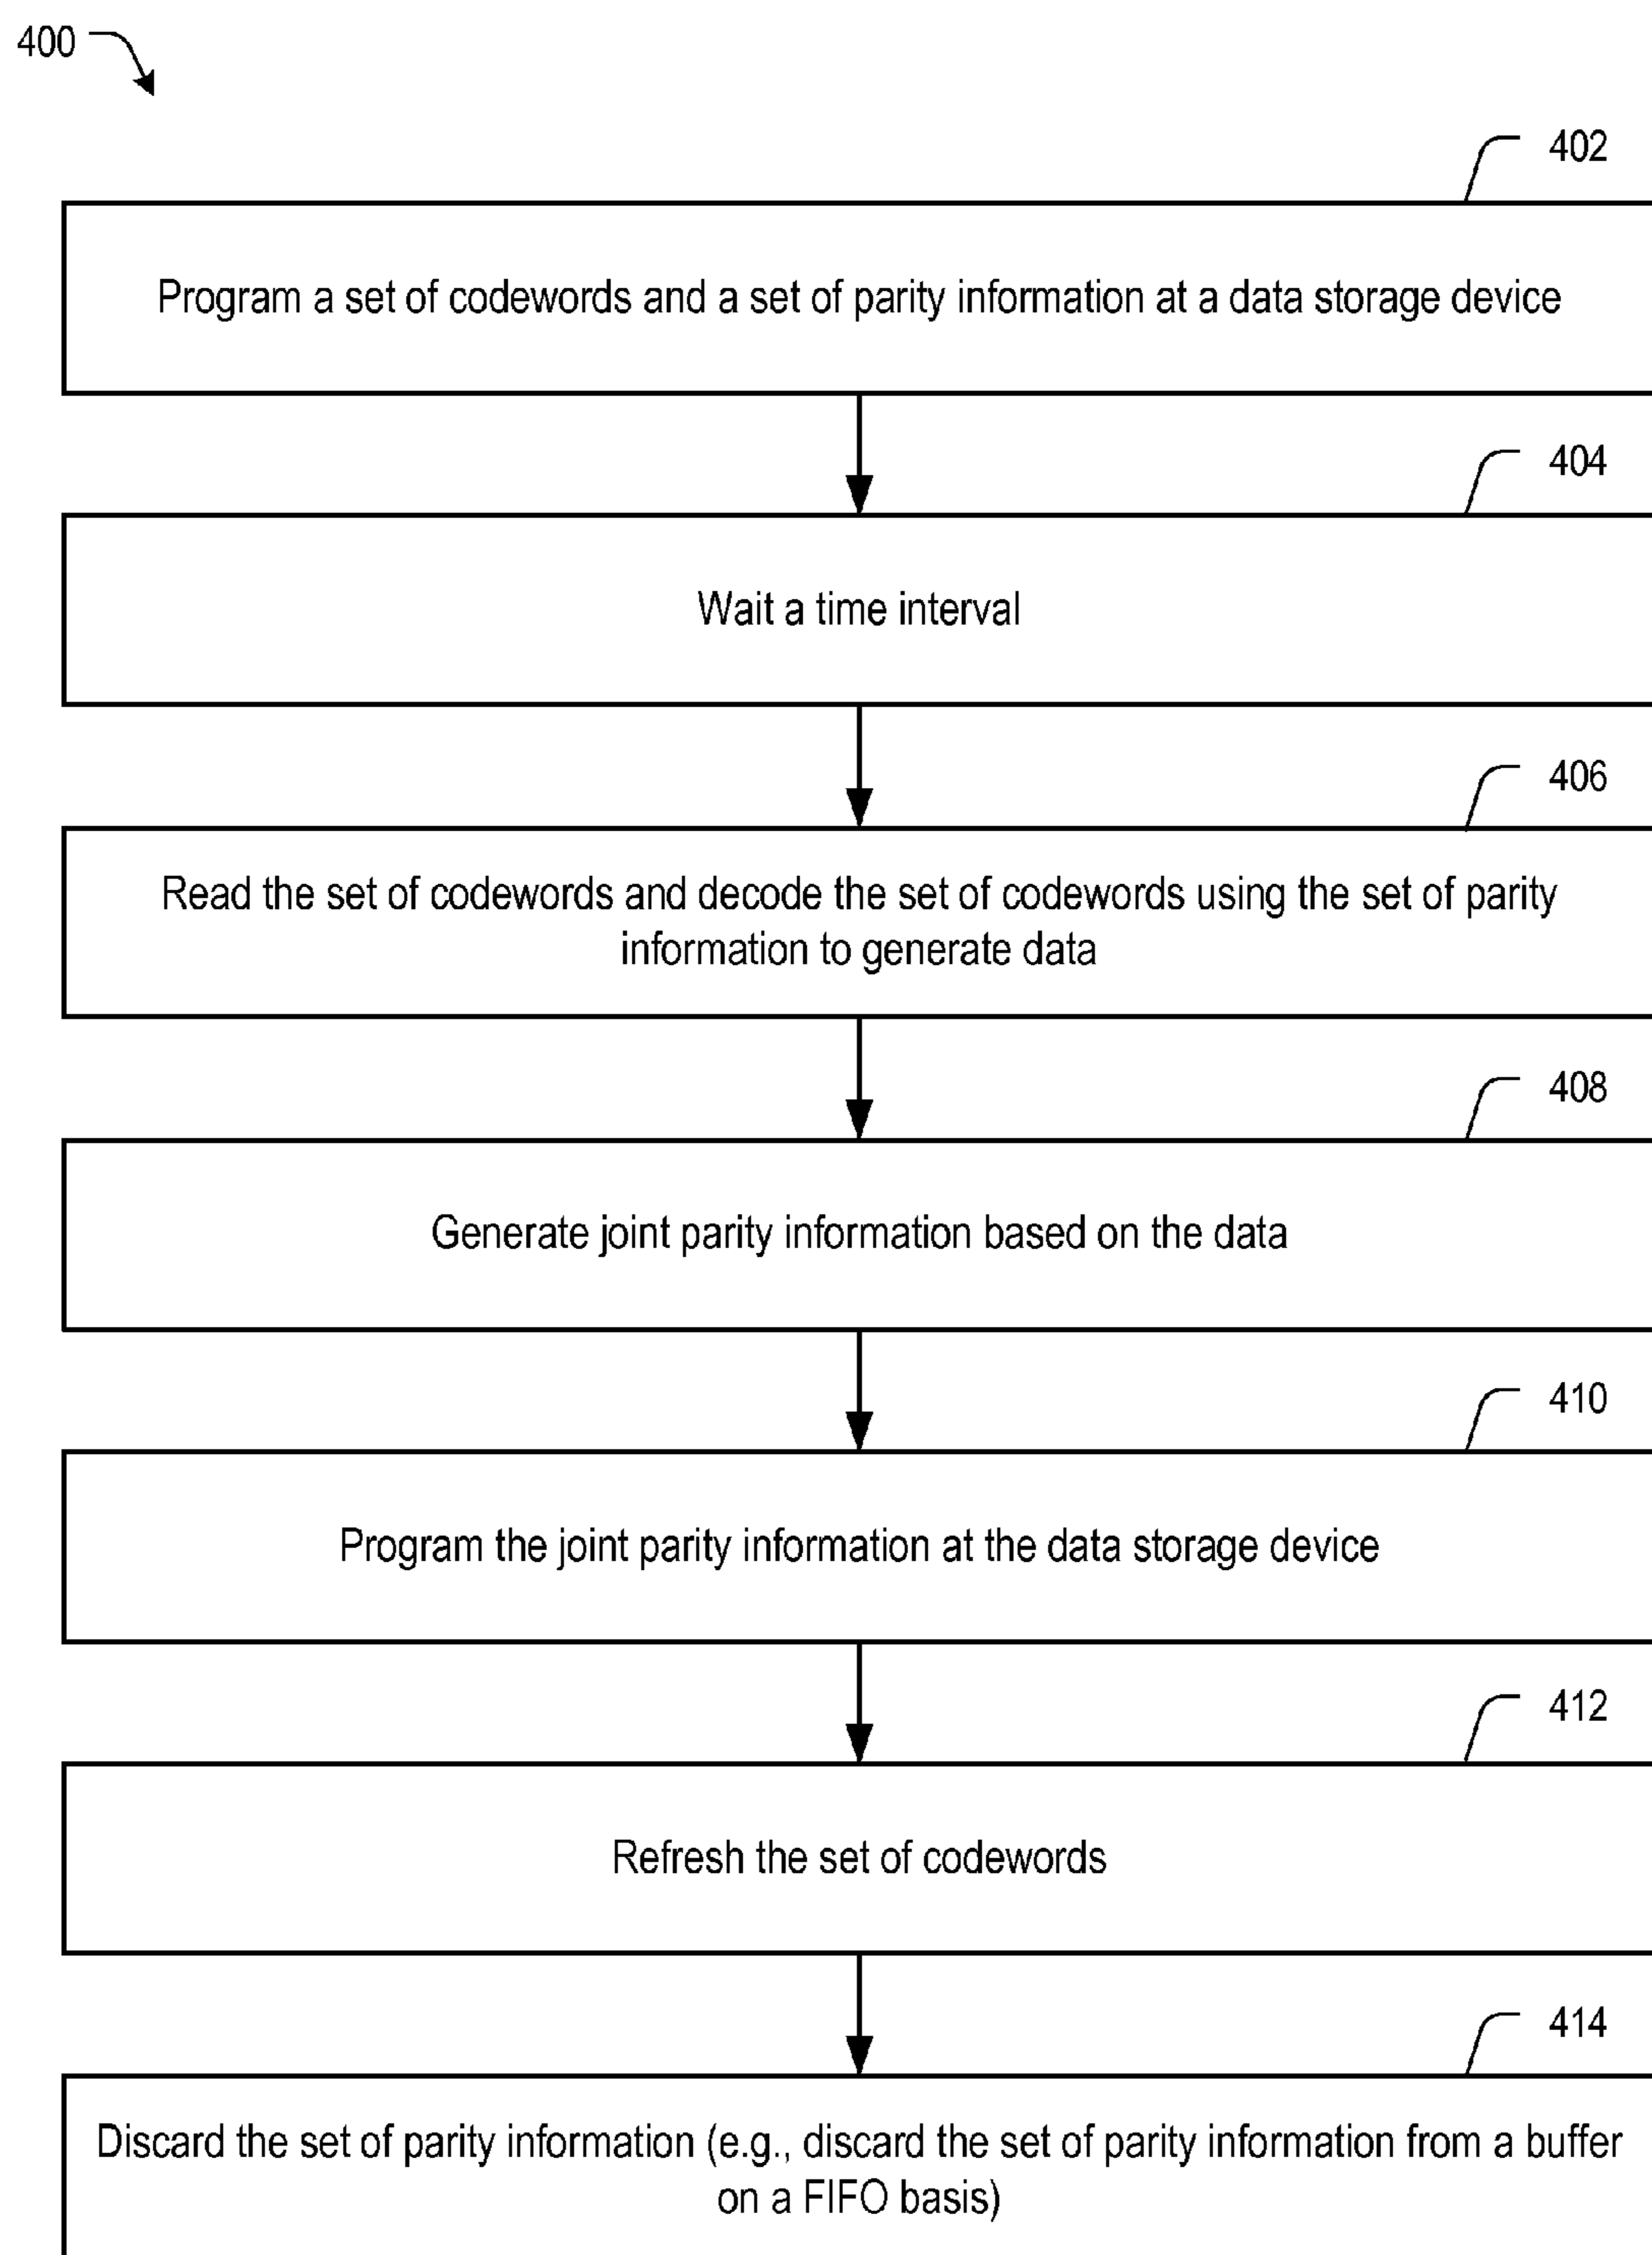 400
402
Program a set of codewords and a set of parity information at a data storage device
404
Wait a time interval
406
Read the set of codewords and decode the set of codewords using the set of parity
information to generate data
408
Generate joint parity information based on the data
410
Program the joint parity information at the data storage device
412
Refresh the set of codewords
414
Discard the set of parity information (e.g., discard the set of parity information from a buffer
on a FIFO basis)